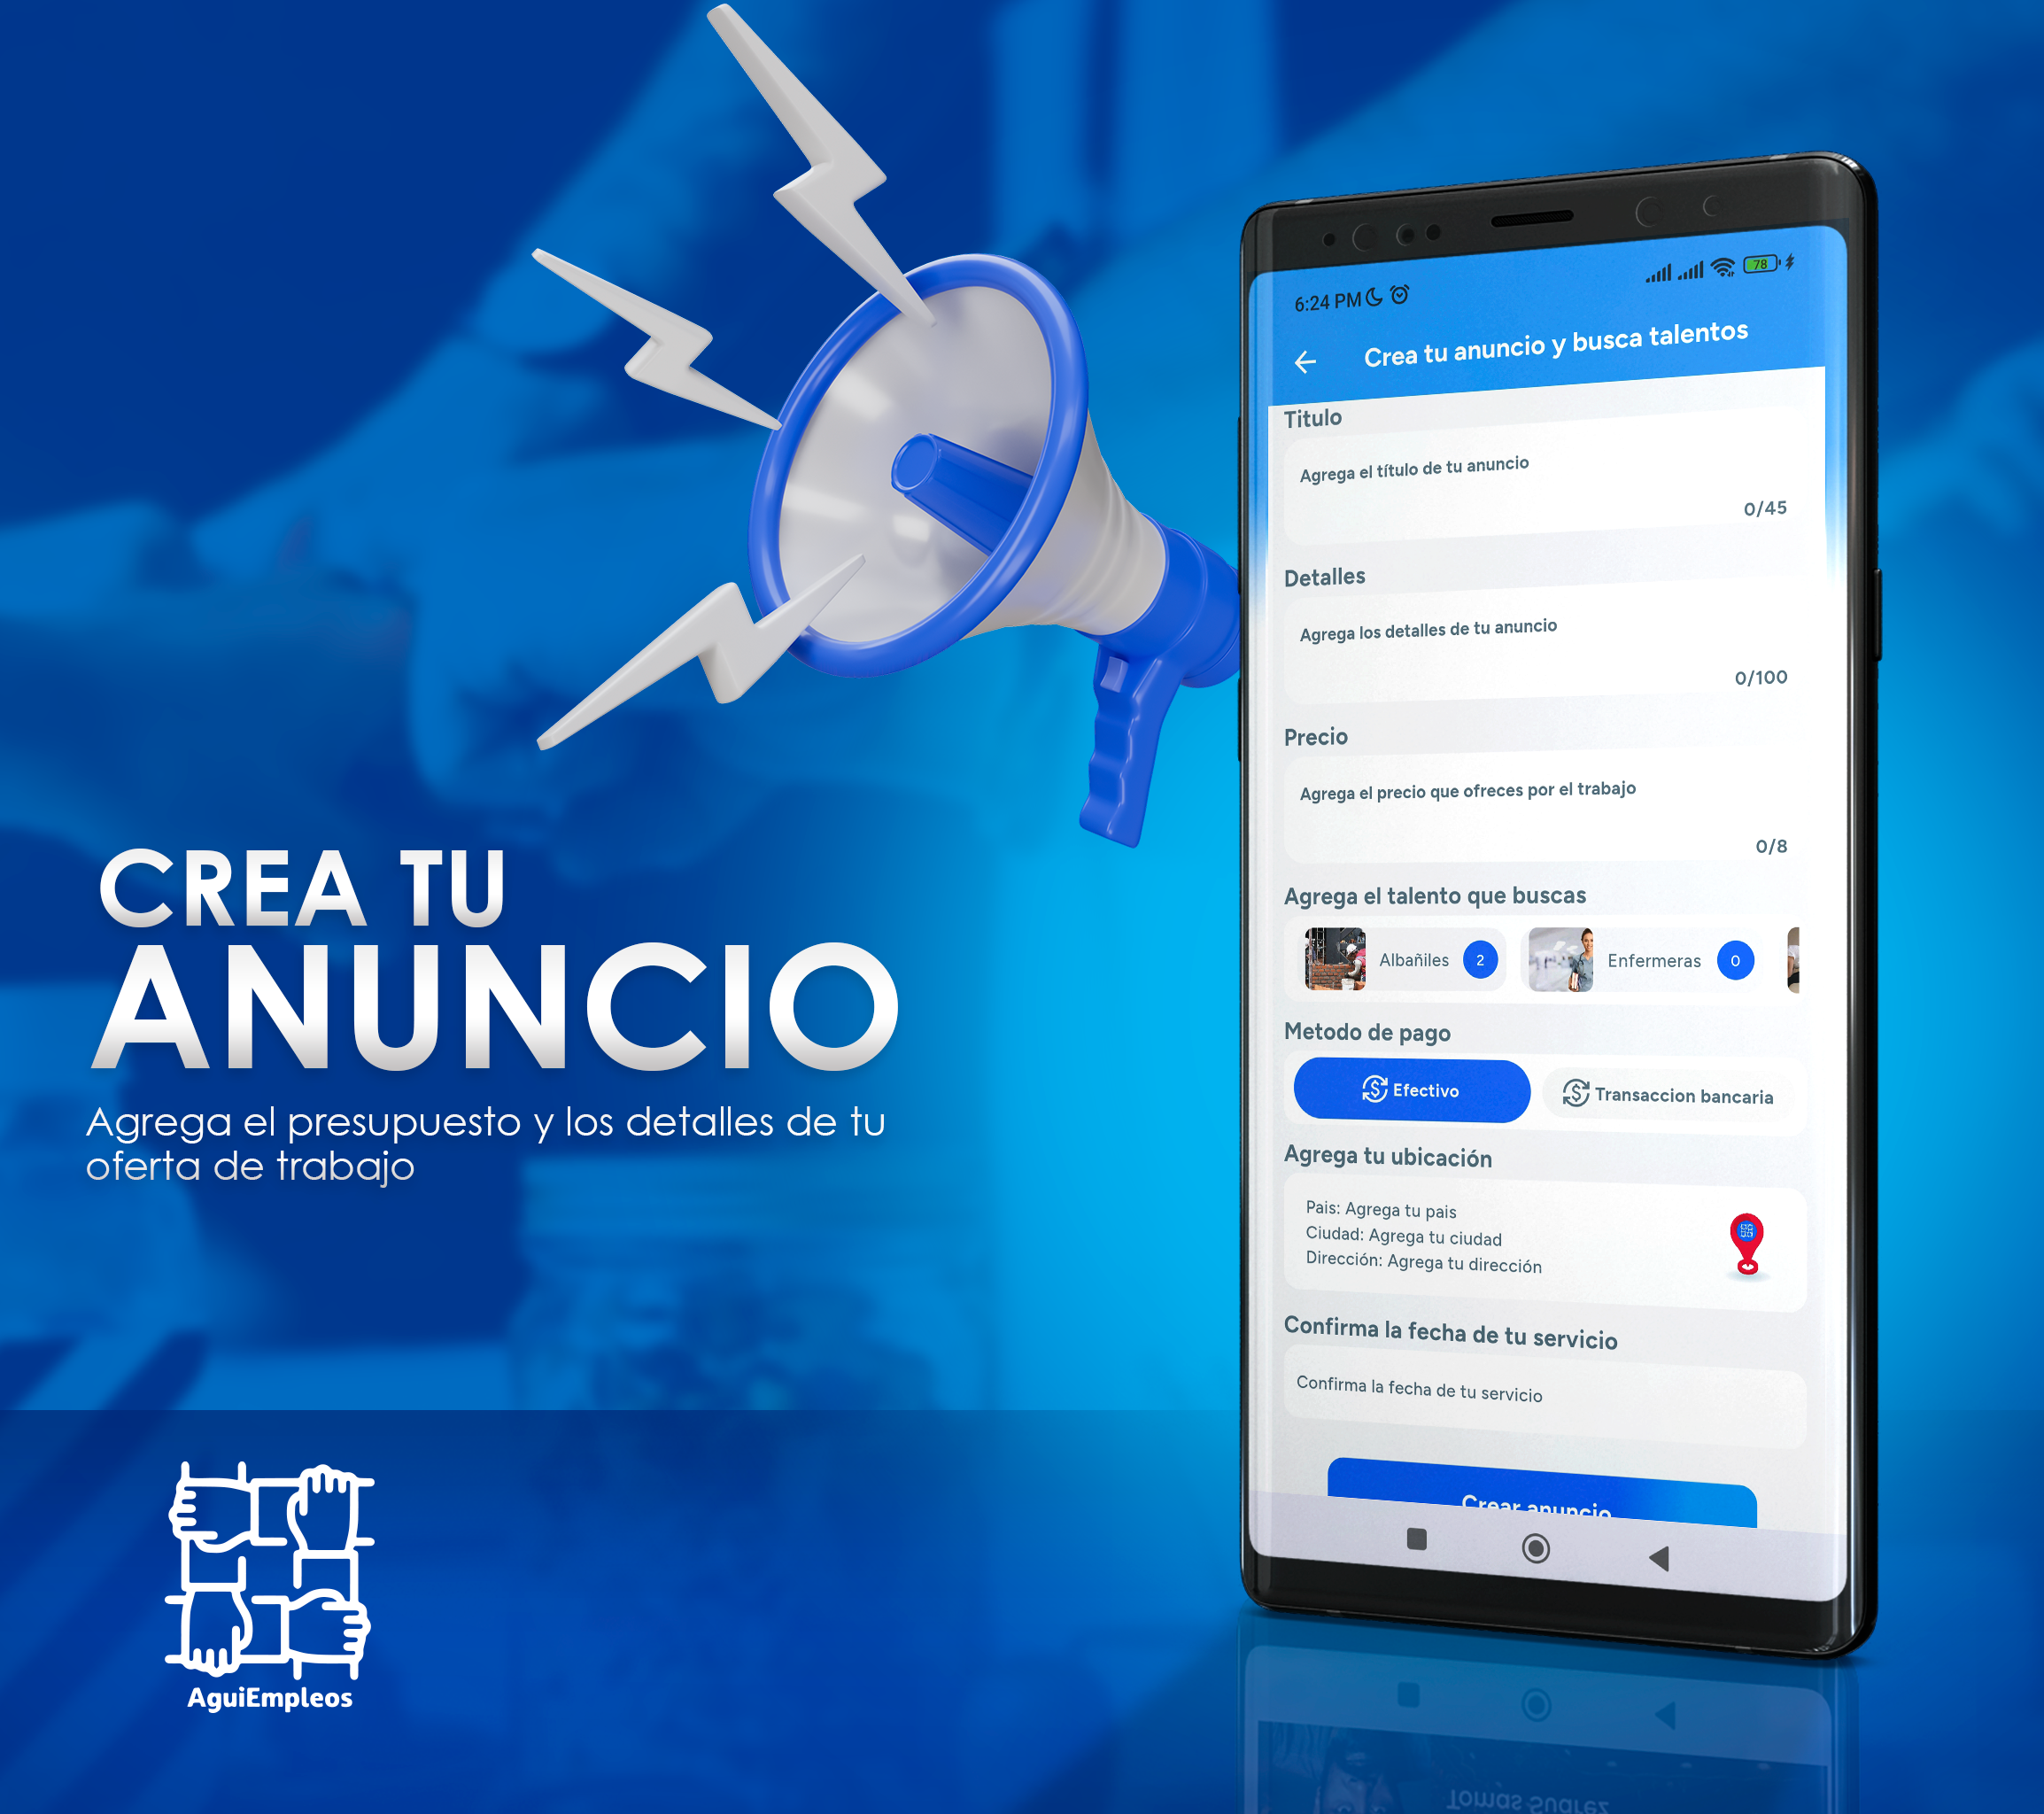 CREA TU
ANUNCIO
Agrega el presupuesto y los detalles de tu
oferta de trabajo
AguiEmpleos
6:24 PM
78
Crea tu anuncio y busca talentos
Titulo
Agrega el título de tu anuncio
0/45
Detalles
Agrega los detalles de tu anuncio
0/100
Precio
Agrega el precio que ofreces por el trabajo
0/8
Agrega el talento que buscas
Albañiles 2 Enfermeras 0
Metodo de pago
Efectivo Transaccion bancaria
Agrega tu ubicación
Pais: Agrega tu pais
Ciudad: Agrega tu ciudad
Dirección: Agrega tu dirección
Confirma la fecha de tu servicio
Confirma la fecha de tu servicio
Crear anuncio
Tomas Suarez